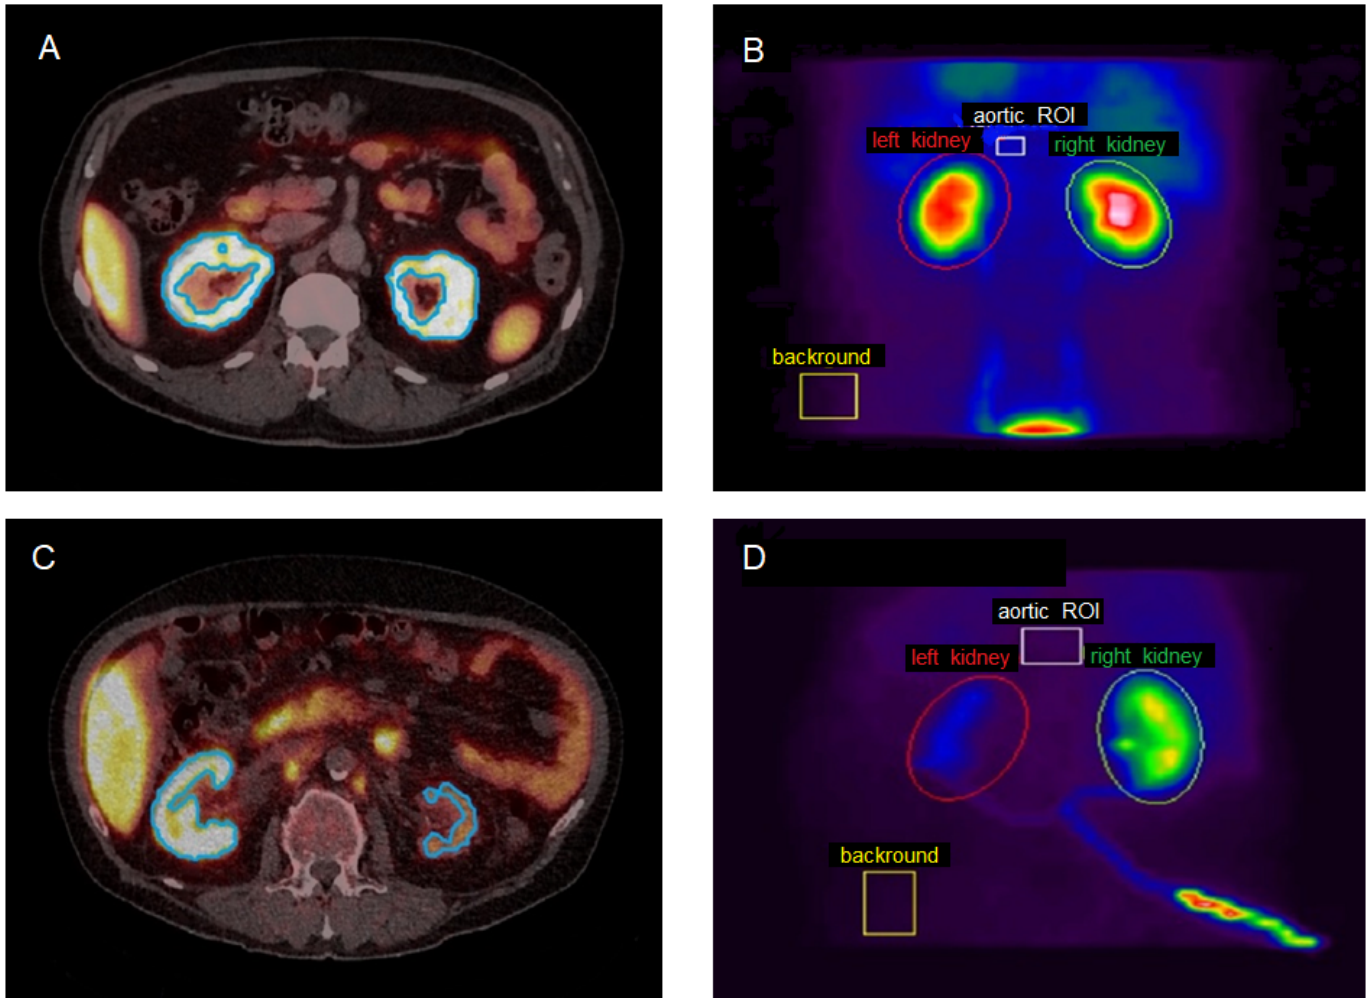 A
B
aortic ROI
left kidney
right kidney
backround
C
D
aortic ROI
left kidney
right kidney
backround